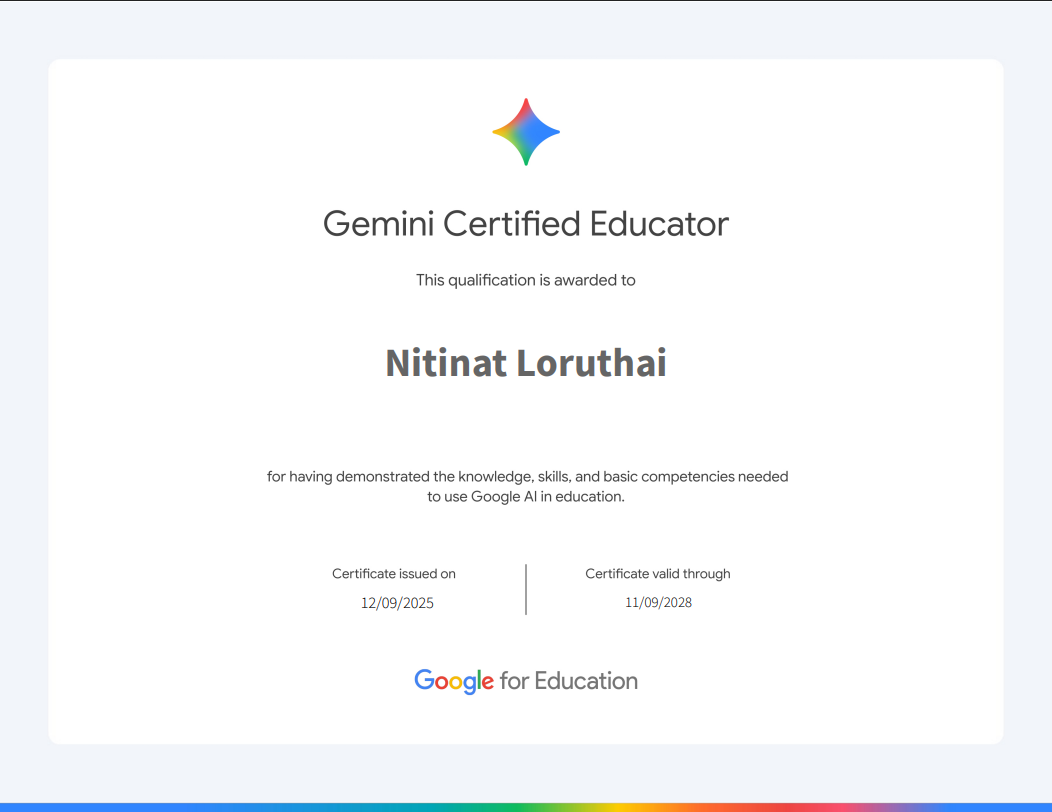 Gemini Certified Educator
This qualification is awarded to
Nitinat Loruthai
for having demonstrated the knowledge, skills, and basic competencies needed
to use Google AI in education.
Certificate issued on
12/09/2025
Certificate valid through
11/09/2028
Google for Education